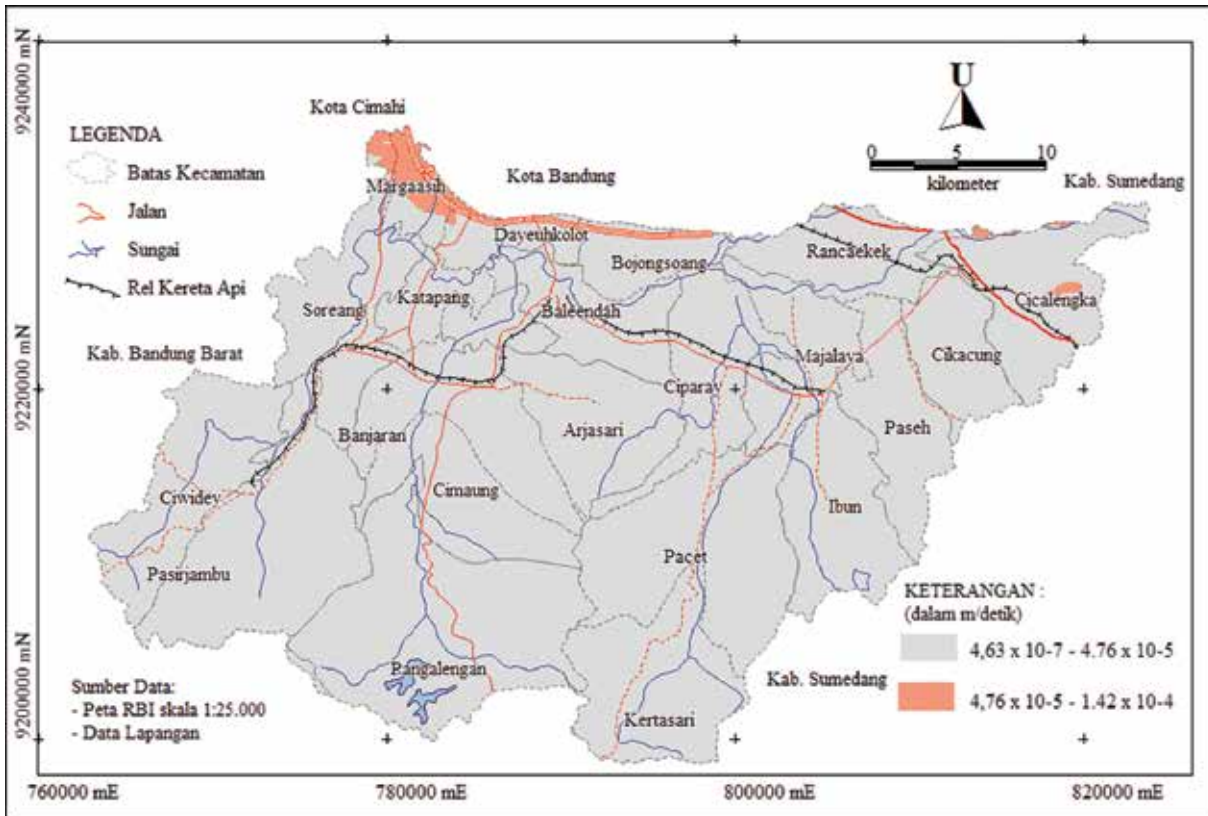 9240000 mN
9220000 mN
9200000 mN
760000 mE
780000 mE
800000 mE
820000 mE
U
0
5
10
kilometer
LEGENDA
Batas Kecamatan
Jalan
Sungai
Rel Kereta Api
Kota Cimahi
Kota Bandung
Kab. Sumedang
Kab. Bandung Barat
Margaasih
Dayeuhkolot
Bojongsoang
Rancaekek
Cicalengka
Soreang
Katapang
Baleendah
Majalaya
Cikacung
Ciparay
Banjaran
Arjasari
Paseh
Ciwidey
Cimaung
Ibun
Pasirjambu
Pacet
Pangalengan
Kertasari
Kab. Sumedang
KETERANGAN :
(dalam m/detik)
4,63 x 10-7 - 4.76 x 10-5
4,76 x 10-5 - 1.42 x 10-4
Sumber Data:
- Peta RBI skala 1:25.000
- Data Lapangan